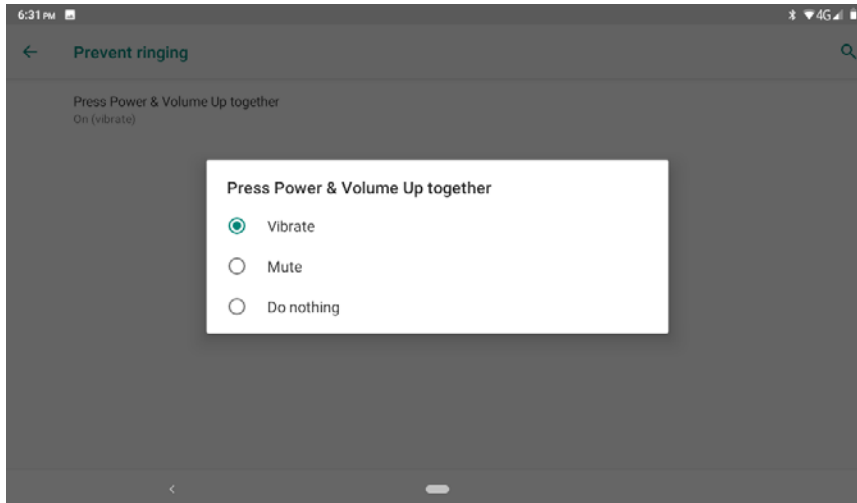 6:31 PM
4G
Prevent ringing
Press Power & Volume Up together
On (vibrate)
Press Power & Volume Up together
Vibrate
Mute
Do nothing